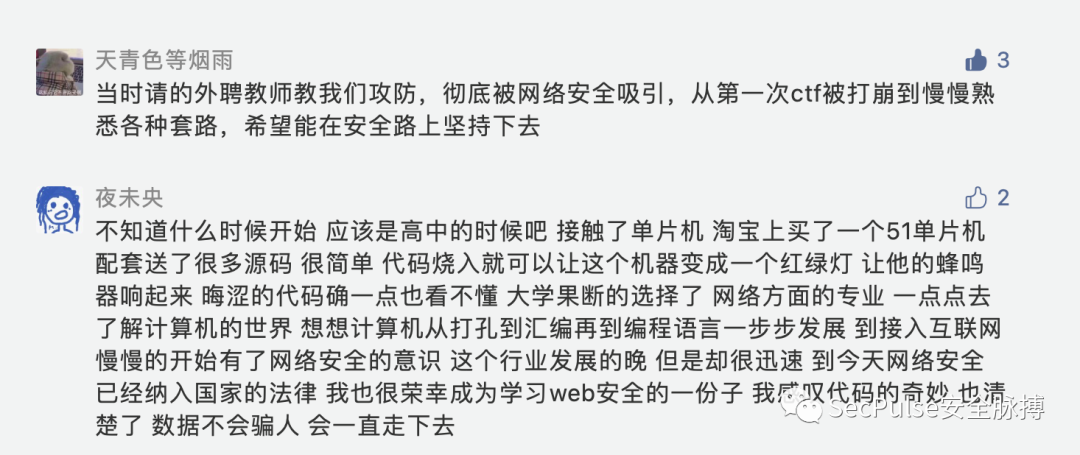 天青色等烟雨
3
当时请的外聘教师教我们攻防，彻底被网络安全吸引，从第一次ctf被打崩到慢慢熟
悉各种套路，希望能在安全路上坚持下去
夜未央
2
不知道什么时候开始 应该是高中的时候吧 接触了单片机 淘宝上买了一个51单片机
配套送了很多源码 很简单 代码烧入就可以让这个机器变成一个红绿灯 让他的蜂鸣
器响起来 晦涩的代码确一点也看不懂 大学果断的选择了 网络方面的专业 一点点去
了解计算机的世界 想想计算机从打孔到汇编再到编程语言一步步发展 到接入互联网
慢慢的开始有了网络安全的意识 这个行业发展的晚 但是却很迅速 到今天网络安全
已经纳入国家的法律 我也很荣幸成为学习web安全的一份子 我感叹代码的奇妙 也清
楚了 数据不会骗人 会一直走下去
SecPulse安全脉搏